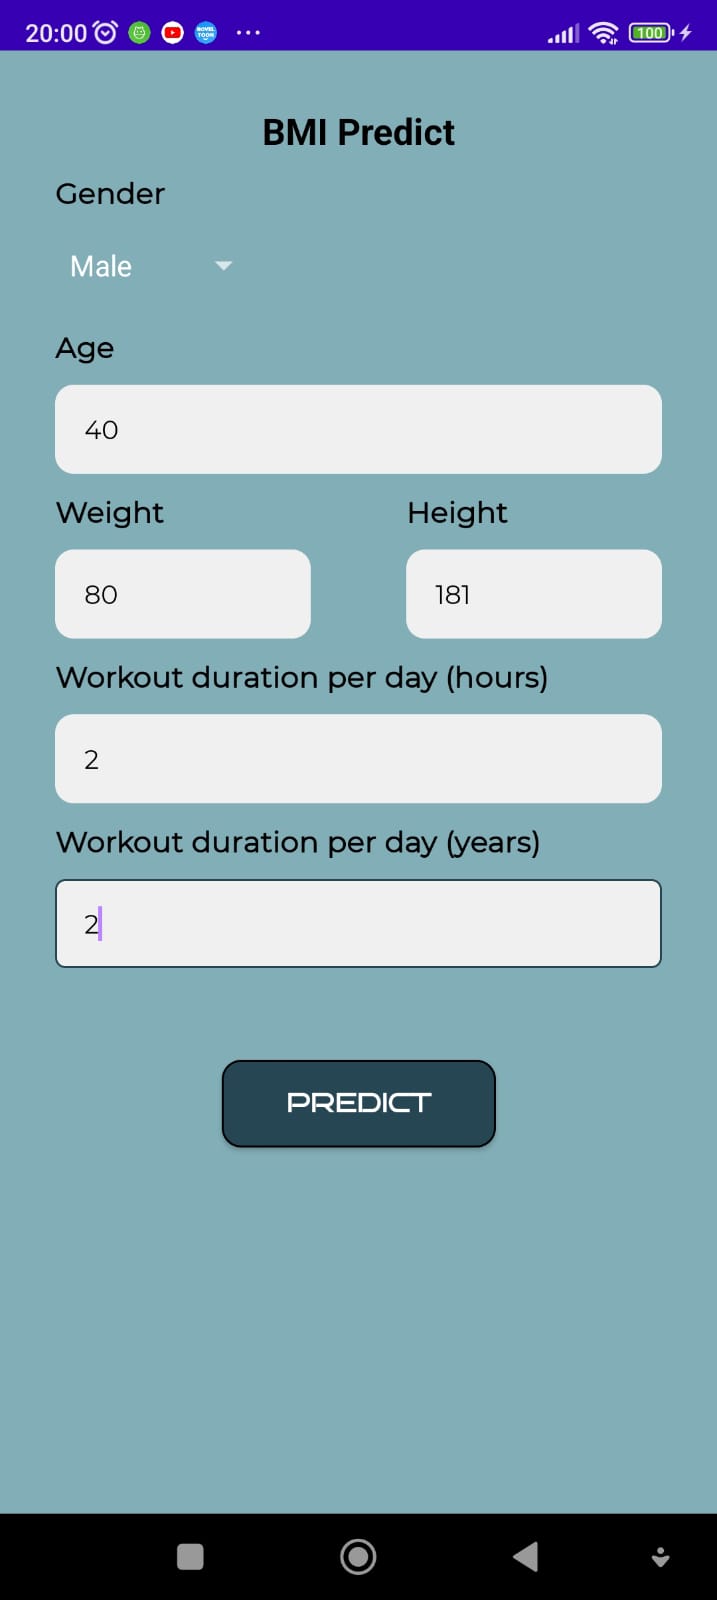 20:00
100
BMI Predict
Gender
Male
Age
40
Weight Height
80 181
Workout duration per day (hours)
2
Workout duration per day (years)
2
PREDICT